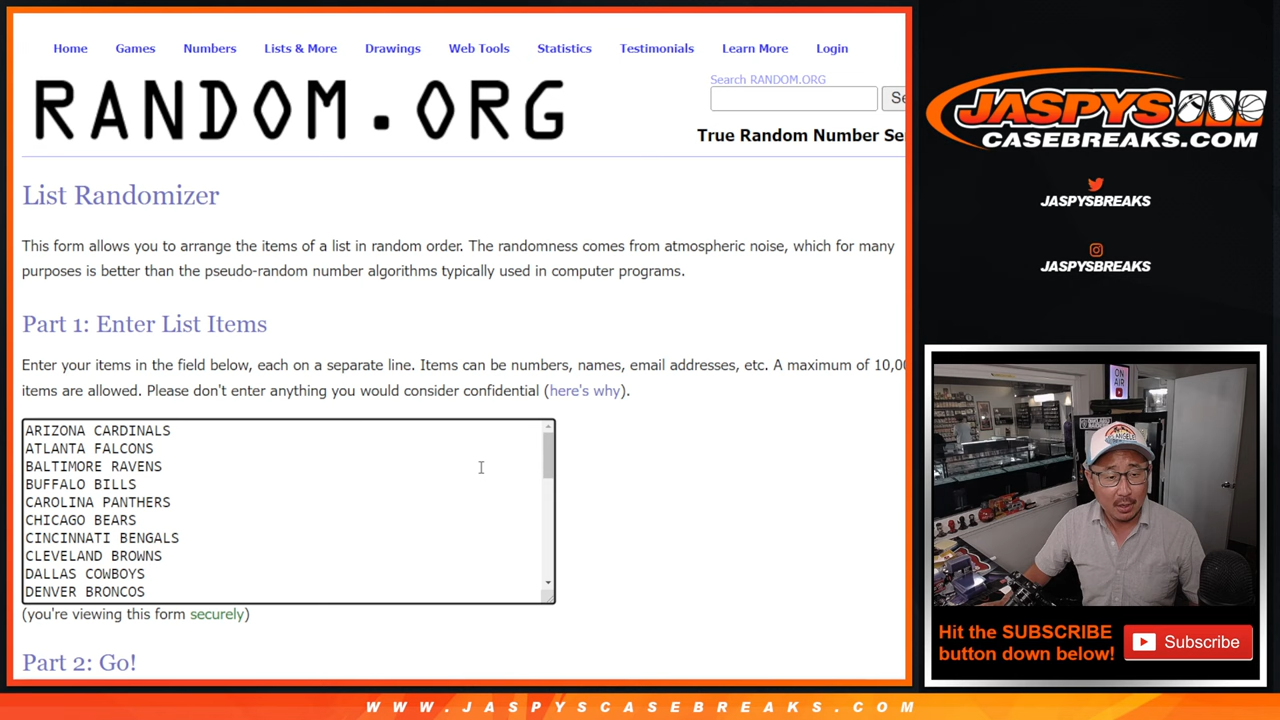 Home Games Numbers Lists & More Drawings Web Tools Statistics Testimonials Learn More Login
RANDOM.ORG
Search RANDOM.ORG
Se
True Random Number Se
List Randomizer
This form allows you to arrange the items of a list in random order. The randomness comes from atmospheric noise, which for many
purposes is better than the pseudo-random number algorithms typically used in computer programs.
Part 1: Enter List Items
Enter your items in the field below, each on a separate line. Items can be numbers, names, email addresses, etc. A maximum of 10,00
items are allowed. Please don't enter anything you would consider confidential (here's why).
ARIZONA CARDINALS
ATLANTA FALCONS
BALTIMORE RAVENS
BUFFALO BILLS
CAROLINA PANTHERS
CHICAGO BEARS
CINCINNATI BENGALS
CLEVELAND BROWNS
DALLAS COWBOYS
DENVER BRONCOS
(you're viewing this form securely)
Part 2: Go!
JASPYS
CASEBREAKS.COM
JASPYSBREAKS
JASPYSBREAKS
ON
AIR
Hit the SUBSCRIBE
button down below!
Subscribe
WWW.JASPYSCASEBREAKS.COM